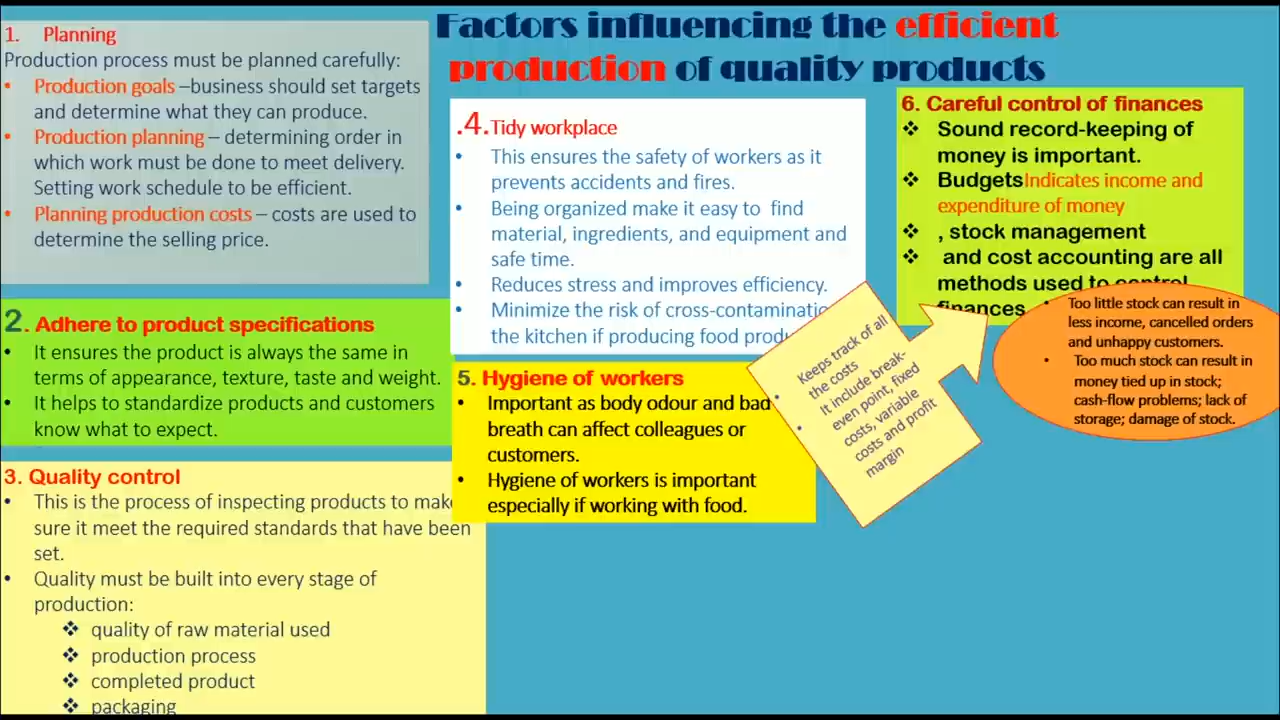 Factors influencing the efficient
production of quality products
1. Planning
Production process must be planned carefully:
• Production goals –business should set targets
and determine what they can produce.
• Production planning – determining order in
which work must be done to meet delivery.
Setting work schedule to be efficient.
• Planning production costs – costs are used to
determine the selling price.
2. Adhere to product specifications
• It ensures the product is always the same in
terms of appearance, texture, taste and weight.
• It helps to standardize products and customers
know what to expect.
3. Quality control
• This is the process of inspecting products to make
sure it meet the required standards that have been
set.
• Quality must be built into every stage of
production:
❖ quality of raw material used
❖ production process
❖ completed product
❖ packaging
.4.Tidy workplace
• This ensures the safety of workers as it
prevents accidents and fires.
• Being organized make it easy to find
material, ingredients, and equipment and
safe time.
• Reduces stress and improves efficiency.
• Minimize the risk of cross-contaminatio
the kitchen if producing food prod
5. Hygiene of workers
• Important as body odour and bad
breath can affect colleagues or
customers.
• Hygiene of workers is important
especially if working with food.
6. Careful control of finances
❖ Sound record-keeping of
money is important.
❖ BudgetsIndicates income and
expenditure of money
❖ , stock management
❖ and cost accounting are all
methods used to control
finances
• Keeps track of all
the costs
• It include break-
even point, fixed
costs, variable
costs and profit
margin
Too little stock can result in
less income, cancelled orders
and unhappy customers.
• Too much stock can result in
money tied up in stock;
cash-flow problems; lack of
storage; damage of stock.